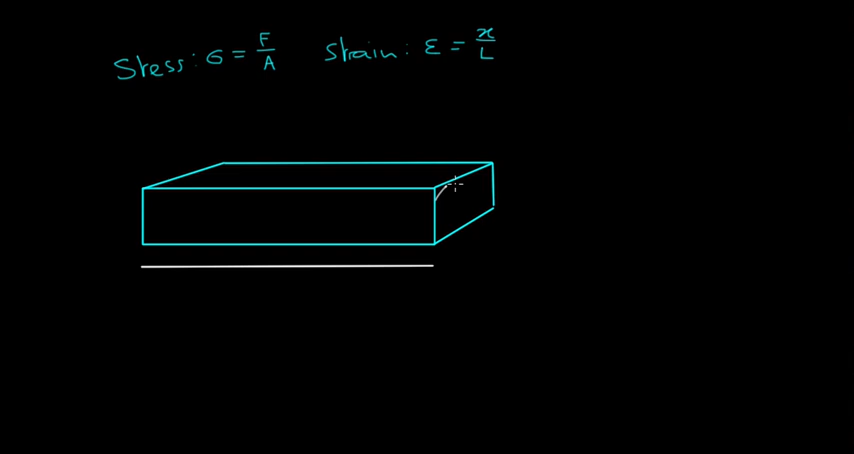 Stress: σ = F/A Strain: ε = x/L